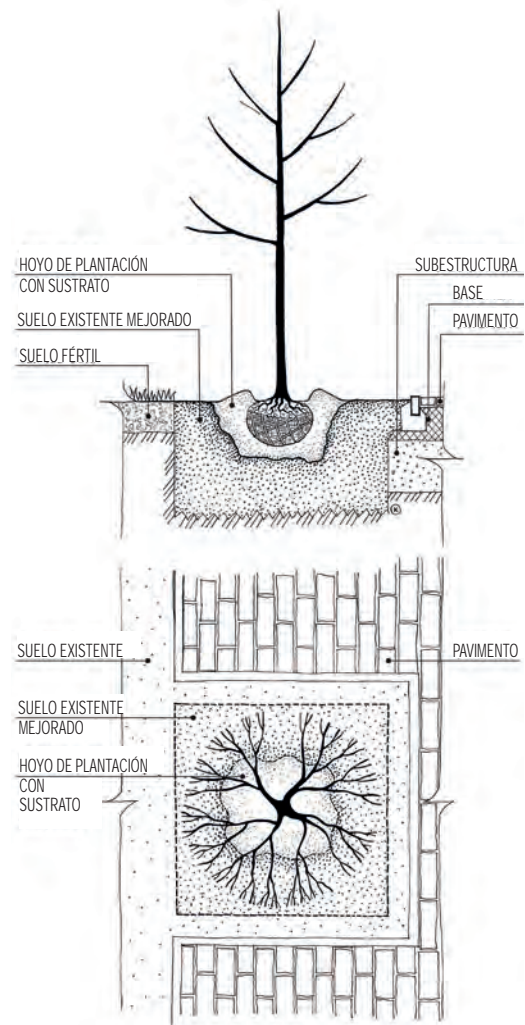 HOYO DE PLANTACIÓN
CON SUSTRATO
SUELO EXISTENTE MEJORADO
SUELO FÉRTIL
SUBESTRUCTURA
BASE
PAVIMENTO
SUELO EXISTENTE
PAVIMENTO
SUELO EXISTENTE
MEJORADO
HOYO DE PLANTACIÓN
CON
SUSTRATO